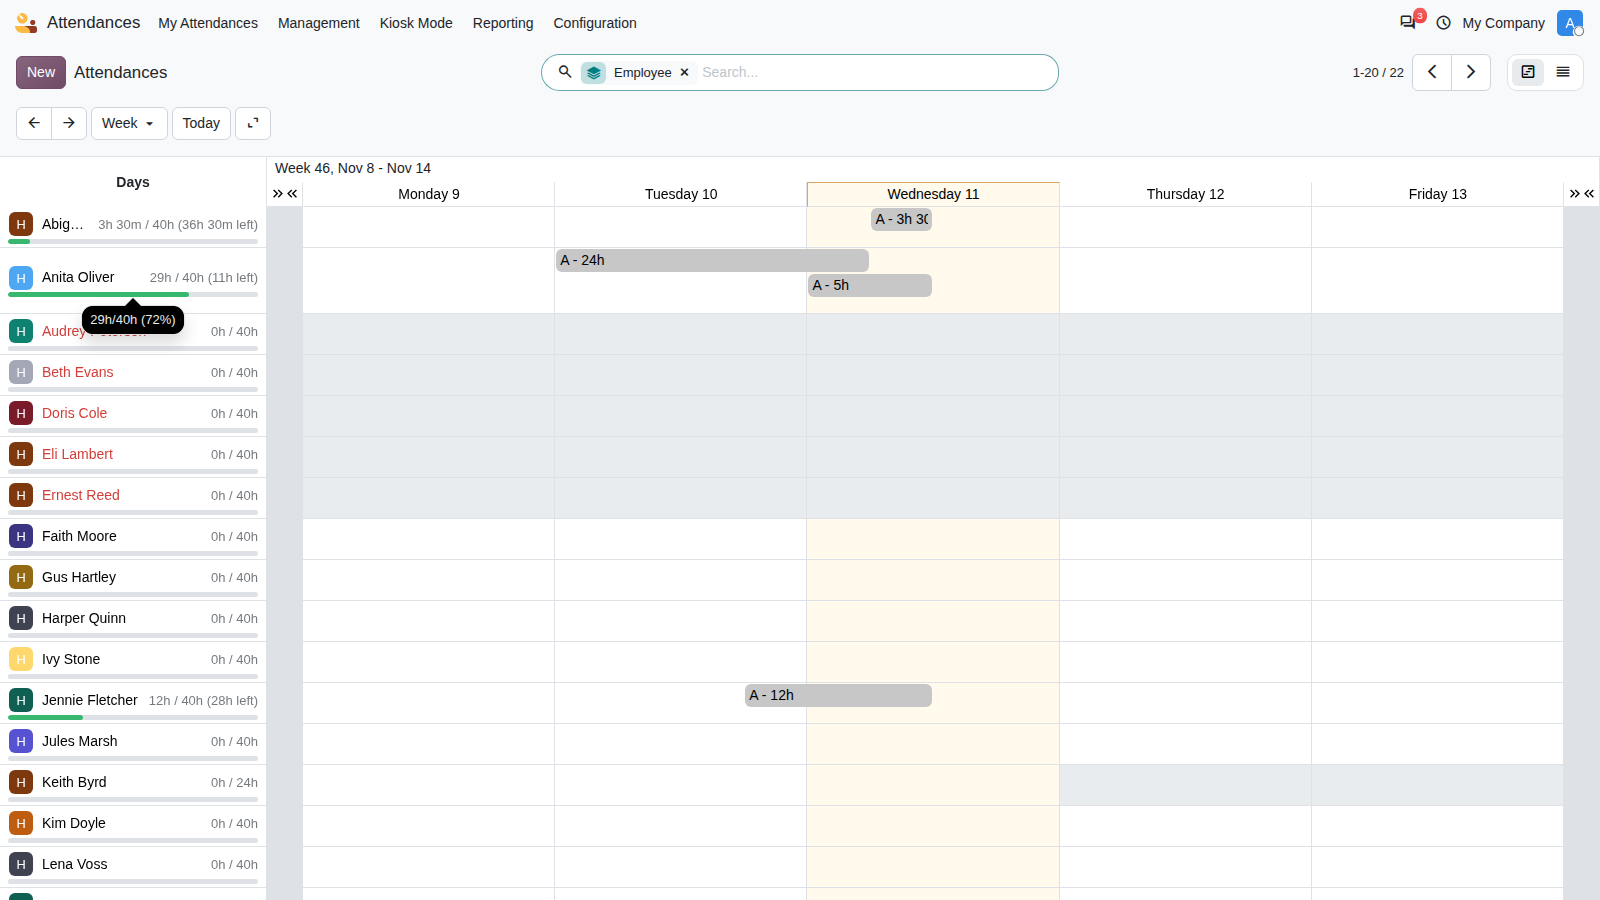 Attendances My Attendances Management Kiosk Mode Reporting Configuration 3 My Company A
New Attendances Employee × Search... 1-20 / 22
Week Today
Week 46, Nov 8 - Nov 14
Days
Monday 9 Tuesday 10 Wednesday 11 Thursday 12 Friday 13
H Abig… 3h 30m / 40h (36h 30m left) A - 3h 30
H Anita Oliver 29h / 40h (11h left) A - 24h
A - 5h
29h/40h (72%)
H Audrey 0h / 40h
H Beth Evans 0h / 40h
H Doris Cole 0h / 40h
H Eli Lambert 0h / 40h
H Ernest Reed 0h / 40h
H Faith Moore 0h / 40h
H Gus Hartley 0h / 40h
H Harper Quinn 0h / 40h
H Ivy Stone 0h / 40h
H Jennie Fletcher 12h / 40h (28h left) A - 12h
H Jules Marsh 0h / 40h
H Keith Byrd 0h / 24h
H Kim Doyle 0h / 40h
H Lena Voss 0h / 40h